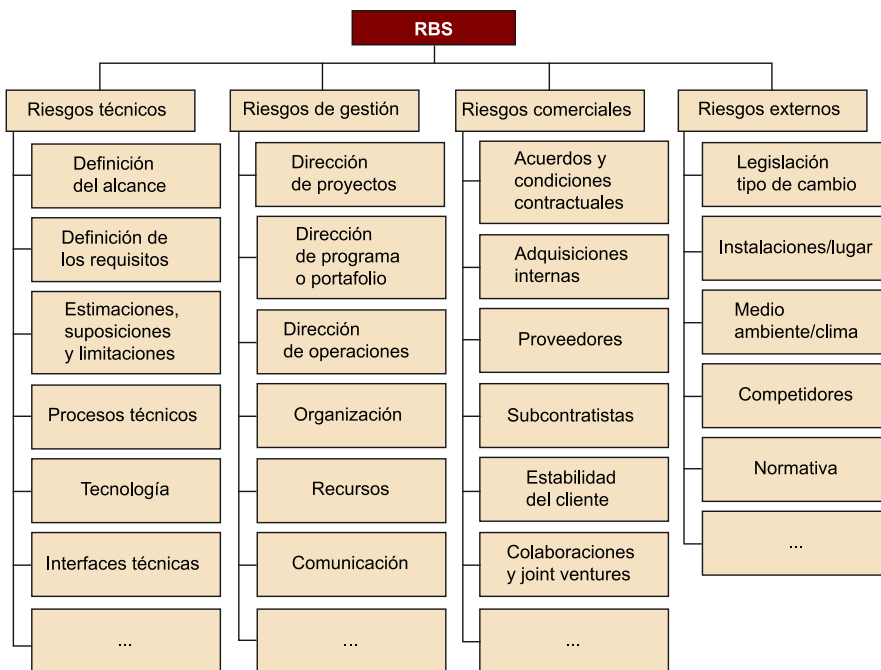 RBS
Riesgos técnicos
Definición
del alcance
Definición de
los requisitos
Estimaciones,
suposiciones
y limitaciones
Procesos técnicos
Tecnología
Interfaces técnicas
...
Riesgos de gestión
Dirección
de proyectos
Dirección
de programa
o portafolio
Dirección
de operaciones
Organización
Recursos
Comunicación
...
Riesgos comerciales
Acuerdos y
condiciones
contractuales
Adquisiciones
internas
Proveedores
Subcontratistas
Estabilidad
del cliente
Colaboraciones
y joint ventures
...
Riesgos externos
Legislación
tipo de cambio
Instalaciones/lugar
Medio
ambiente/clima
Competidores
Normativa
...